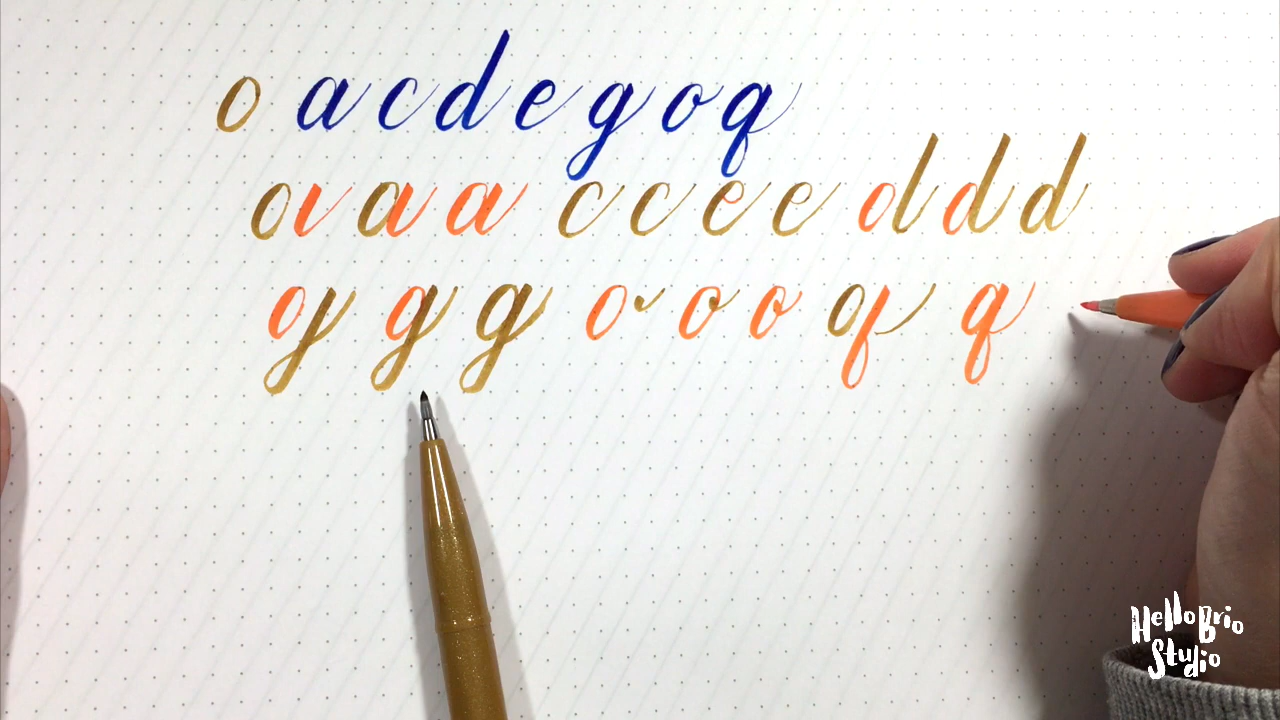 o a c d e g o q
o ı a a a c c e e o l d d
o ȷ g g o o o o q q
Hello Brio
Studio